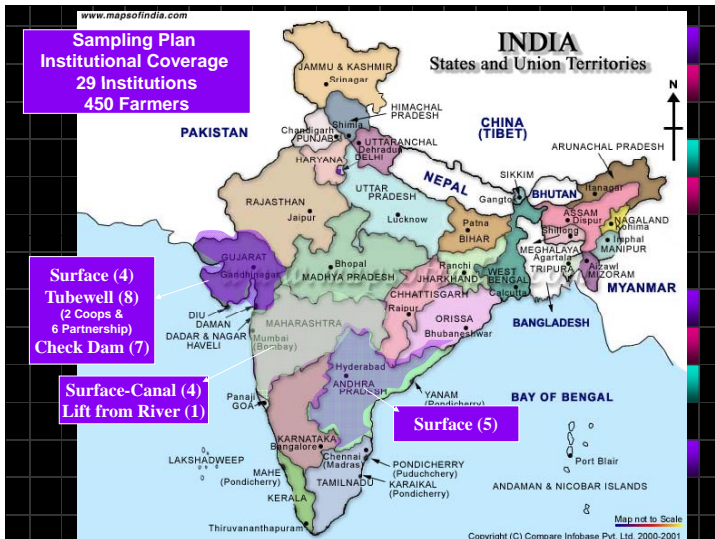 www.mapsofindia.com
Sampling Plan
Institutional Coverage
29 Institutions
450 Farmers
INDIA
States and Union Territories
N
JAMMU & KASHMIR
Srinagar
HIMACHAL
PRADESH
Shimla
Chandigarh
PUNJAB
UTTARANCHAL
Dehradun
HARYANA
DELHI
PAKISTAN
CHINA
(TIBET)
ARUNACHAL PRADESH
Itanagar
SIKKIM
Gangtok
NEPAL
BHUTAN
RAJASTHAN
Jaipur
UTTAR
PRADESH
Lucknow
Patna
BIHAR
ASSAM
Dispur
NAGALAND
Kohima
Shillong
MEGHALAYA
Imphal
MANIPUR
Agartala
TRIPURA
Aizawl
MIZORAM
MYANMAR
GUJARAT
Gandhinagar
Bhopal
MADHYA PRADESH
Ranchi
JHARKHAND
WEST
BENGAL
Calcutta
CHHATTISGARH
Raipur
ORISSA
Bhubaneshwar
BANGLADESH
Surface (4)
Tubewell (8)
(2 Coops &
6 Partnership)
Check Dam (7)
DIU
DAMAN
DADAR & NAGAR
HAVELI
MAHARASHTRA
Mumbai
(Bombay)
Hyderabad
ANDHRA
PRADESH
Surface-Canal (4)
Lift from River (1)
Panaji
GOA
YANAM
(Pondicherry)
BAY OF BENGAL
Surface (5)
KARNATAKA
Bangalore
Chennai
(Madras)
LAKSHADWEEP
MAHE
(Pondicherry)
PONDICHERRY
(Puduchchery)
KARAIKAL
(Pondicherry)
TAMILNADU
KERALA
Thiruvananthapuram
Port Blair
ANDAMAN & NICOBAR ISLANDS
Map not to Scale
Copyright (C) Compare Infobase Pvt. Ltd. 2000-2001